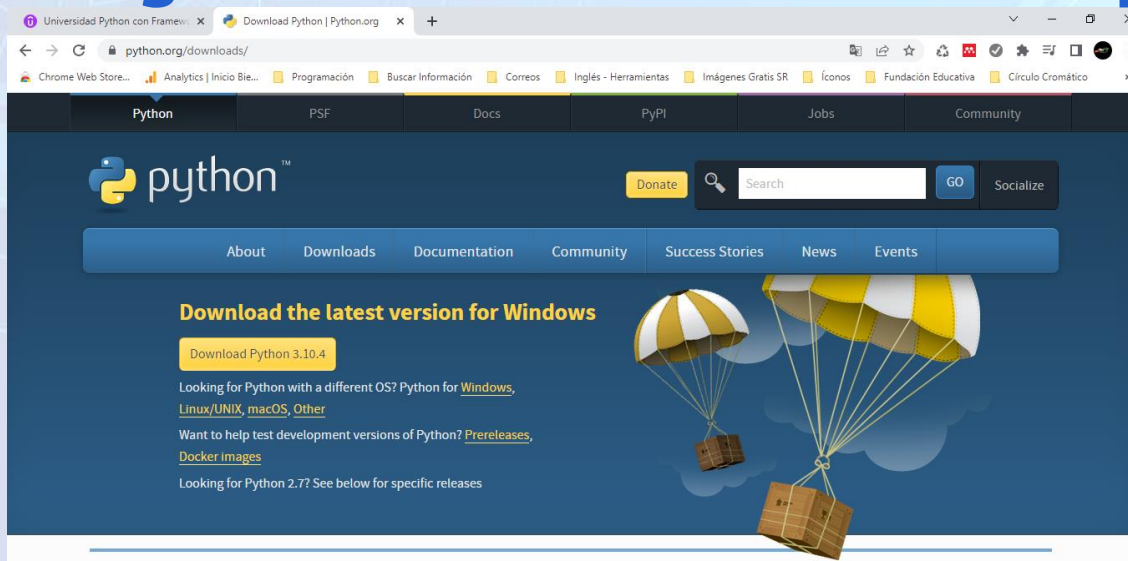 Universidad Python con Framew
Download Python | Python.org
python.org/downloads/
Chrome Web Store... Analytics | Inicio Bie... Programación Buscar Información Correos Inglés - Herramientas Imágenes Gratis SR Íconos Fundación Educativa Círculo Cromático
Python PSF Docs PyPI Jobs Community
python™
Donate Search GO Socialize
About Downloads Documentation Community Success Stories News Events
Download the latest version for Windows
Download Python 3.10.4
Looking for Python with a different OS? Python for Windows,
Linux/UNIX, macOS, Other
Want to help test development versions of Python? Prereleases,
Docker images
Looking for Python 2.7? See below for specific releases